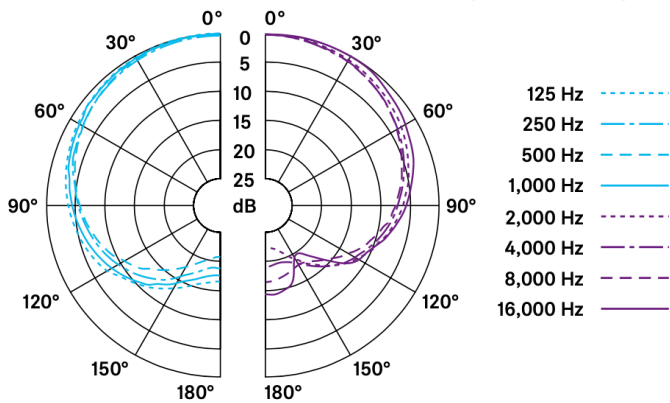 0° 0°
30° 0 30°
5
60° 10 60°
15
20
25
90° dB 90°
120° 120°
150° 150°
180° 180°
125 Hz
250 Hz
500 Hz
1,000 Hz
2,000 Hz
4,000 Hz
8,000 Hz
16,000 Hz